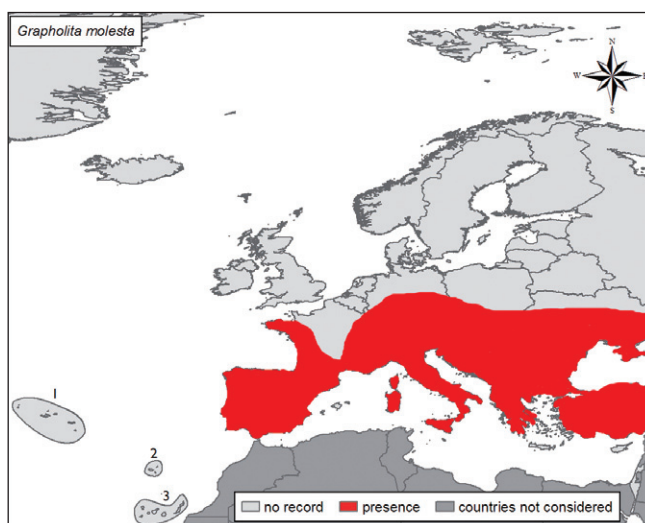 Grapholita molesta
N
W E
S
1
2
3
no record presence countries not considered